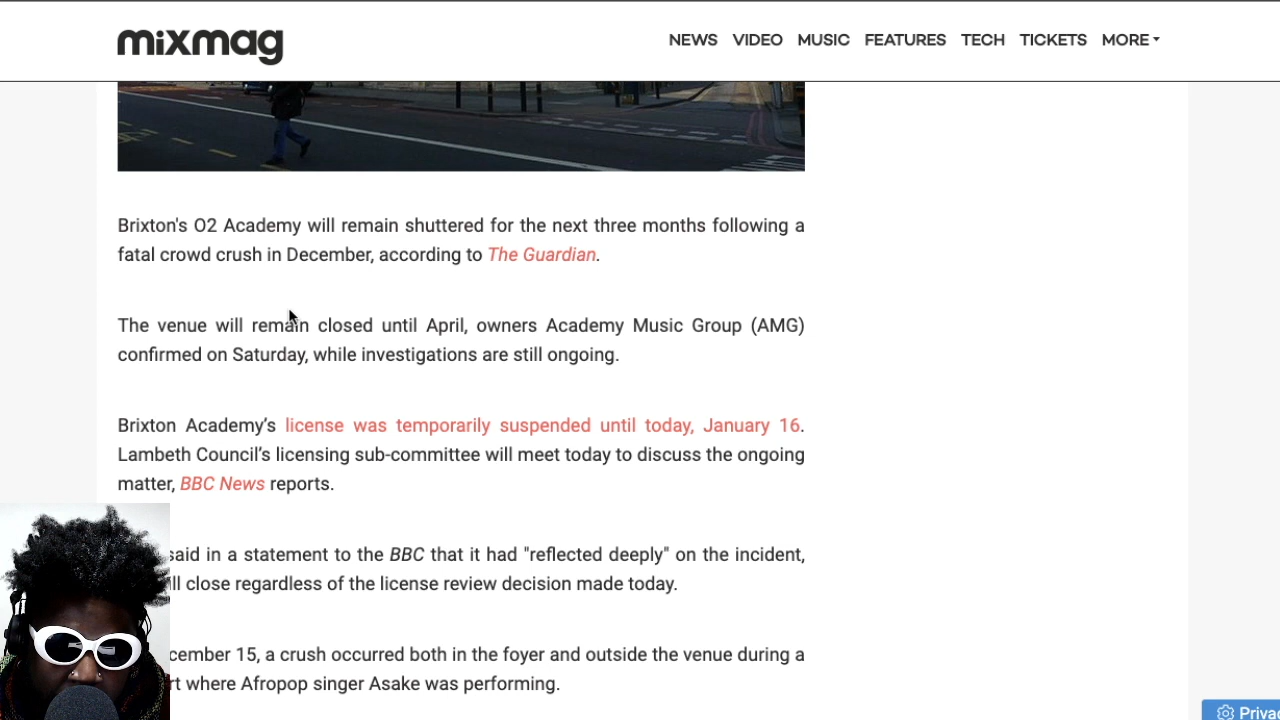 mixmag
NEWS VIDEO MUSIC FEATURES TECH TICKETS MORE
Brixton's O2 Academy will remain shuttered for the next three months following a
fatal crowd crush in December, according to The Guardian.
The venue will remain closed until April, owners Academy Music Group (AMG)
confirmed on Saturday, while investigations are still ongoing.
Brixton Academy’s license was temporarily suspended until today, January 16.
Lambeth Council’s licensing sub-committee will meet today to discuss the ongoing
matter, BBC News reports.
said in a statement to the BBC that it had "reflected deeply" on the incident,
close regardless of the license review decision made today.
15, a crush occurred both in the foyer and outside the venue during a
where Afropop singer Asake was performing.